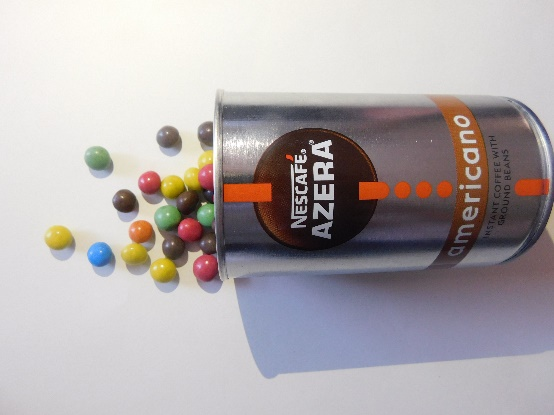 NESCAFÉ®
AZERA®
americano
INSTANT COFFEE WITH
GROUND BEANS